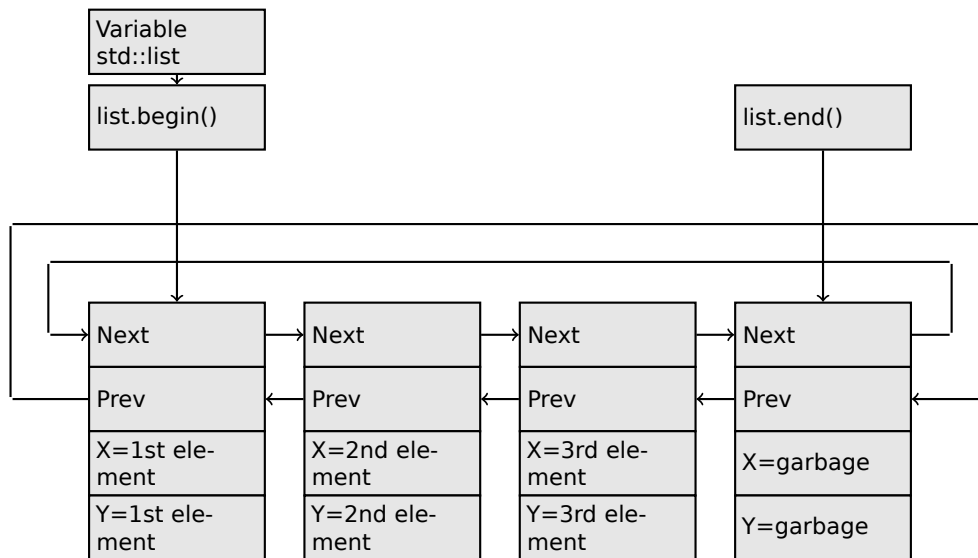 Variable
std::list
list.begin()
list.end()
Next
Next
Next
Next
Prev
Prev
Prev
Prev
X=1st ele-
ment
X=2nd ele-
ment
X=3rd ele-
ment
X=garbage
Y=1st ele-
ment
Y=2nd ele-
ment
Y=3rd ele-
ment
Y=garbage